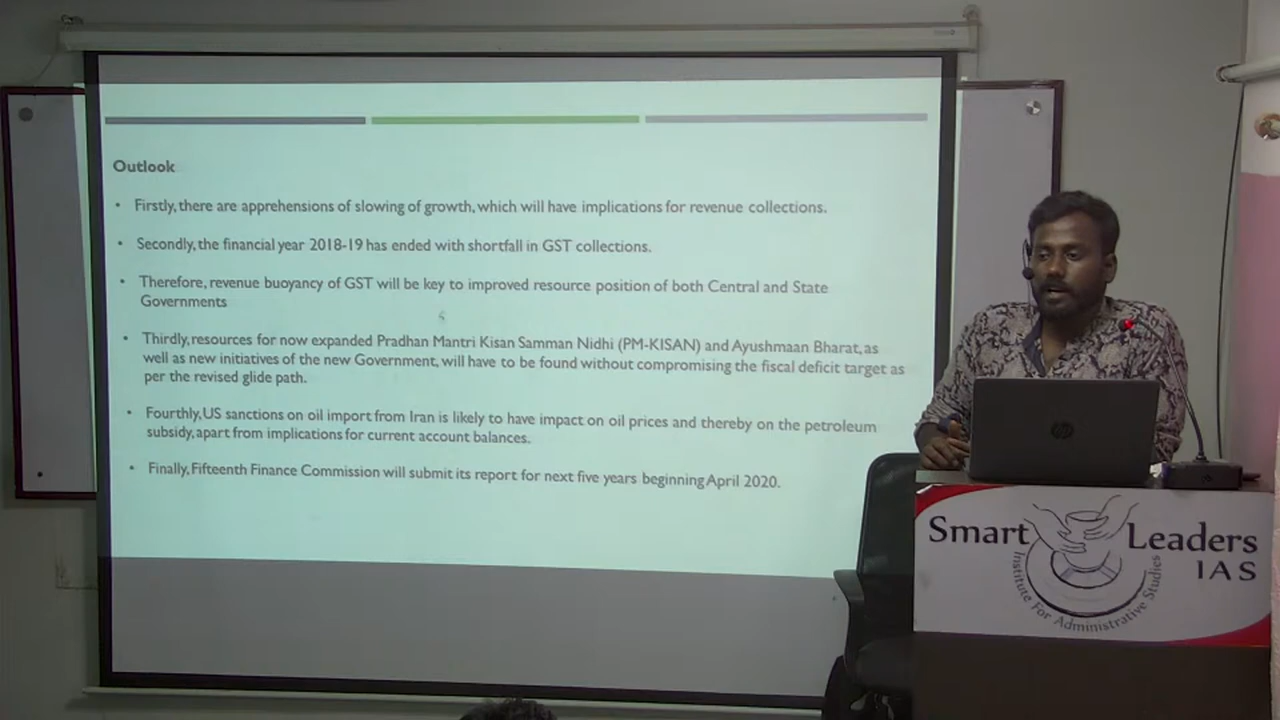 Outlook
• Firstly, there are apprehensions of slowing of growth, which will have implications for revenue collections.
• Secondly, the financial year 2018-19 has ended with shortfall in GST collections.
• Therefore, revenue buoyancy of GST will be key to improved resource position of both Central and State
Governments
• Thirdly, resources for now expanded Pradhan Mantri Kisan Samman Nidhi (PM-KISAN) and Ayushmaan Bharat, as
well as new initiatives of the new Government, will have to be found without compromising the fiscal deficit target as
per the revised glide path.
• Fourthly, US sanctions on oil import from Iran is likely to have impact on oil prices and thereby on the petroleum
subsidy, apart from implications for current account balances.
• Finally, Fifteenth Finance Commission will submit its report for next five years beginning April 2020.
hp
Smart Leaders
IAS
Institute For Administrative Studies